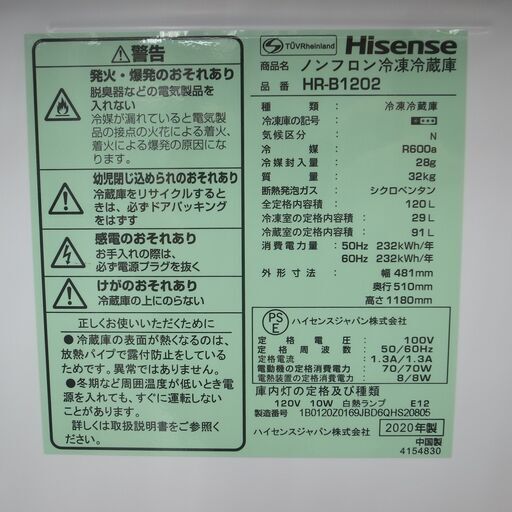 警告
発火・爆発のおそれあり
脱臭器などの電気製品を
入れない
冷媒が漏れていると電気製
品の接点の火花による着火、
着火による爆発の原因にな
ります。
幼児閉じ込められのおそれあり
冷蔵庫をリサイクルすると
きは、必ずドアパッキング
をはずす
感電のおそれあり
お手入れの際は、
必ず電源プラグを抜く
けがのおそれあり
冷蔵庫の上にのらない
正しくお使いいただくために
●冷蔵庫の表面が熱くなるのは、
放熱パイプで露付防止をしている
ためです。異常ではありません。
●冬期など周囲温度が低いとき電
源を入れても、すぐに運転しない
ことがあります。
詳しくは取扱説明書をごらんくだ
さい。
TÜVRheinland Hisense
商品名 ノンフロン冷凍冷蔵庫
品番 HR-B1202
種類：冷凍冷蔵庫
冷凍庫の記号：
気候区分：N
冷媒：R600a
冷媒封入量：28g
質量：32kg
断熱発泡ガス：シクロペンタン
全定格内容積：120L
冷凍室の定格内容積：29L
冷蔵室の定格内容積：91L
消費電力量：50Hz 232kWh/年
60Hz 232kWh/年
外形寸法：幅 481mm
奥行 510mm
高さ 1180mm
PSE ハイセンスジャパン株式会社
定格電圧：100V
定格周波数：50/60Hz
定格電流：1.3A/1.3A
電動機の定格消費電力：70/70W
電熱装置の定格消費電力：8/8W
庫内灯の定格及び種類
120V 10W 白熱ランプ E12
製造番号 1B0120Z0169JBD6QHS20805
ハイセンスジャパン株式会社 2020年製
中国製
4154830